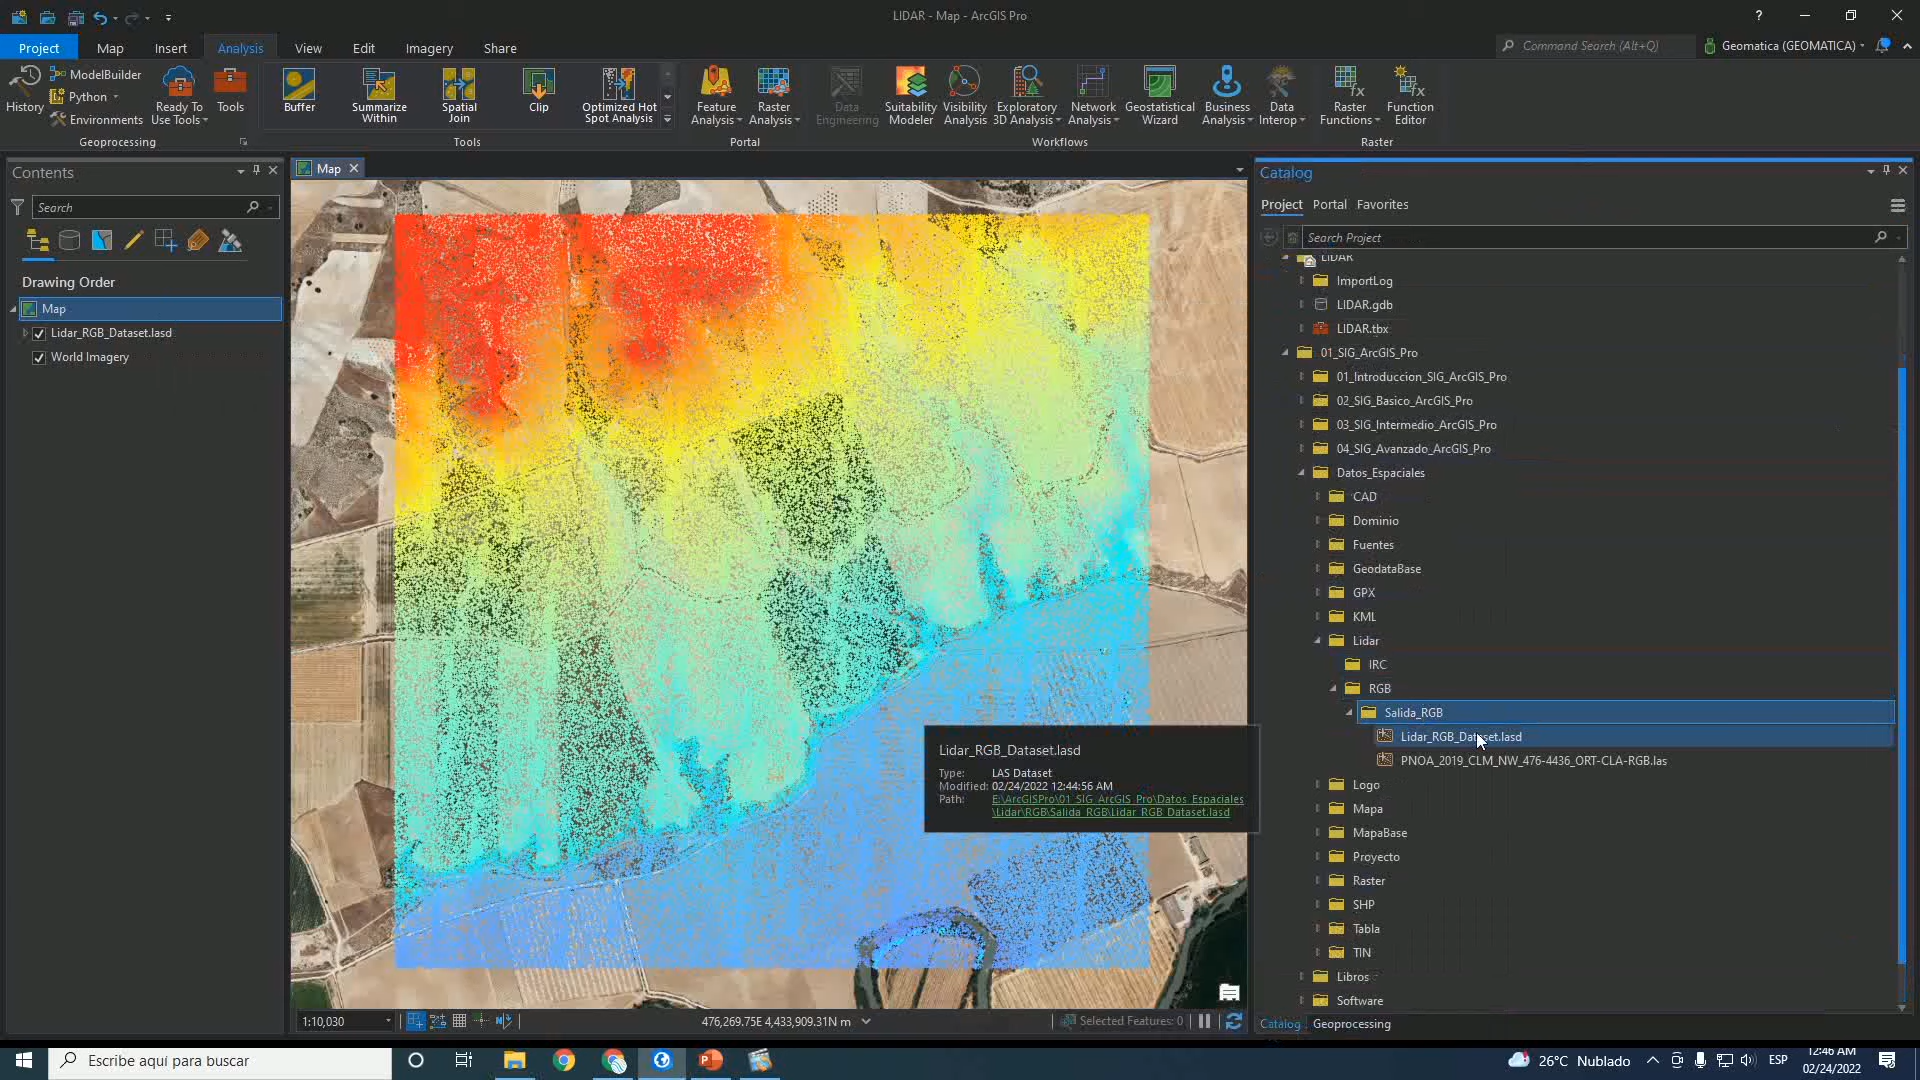 LIDAR - Map - ArcGIS Pro
?
Project
Map
Insert
Analysis
View
Edit
Imagery
Share
Command Search (Alt+Q)
Geomatica (GEOMATICA)
History
ModelBuilder
Python
Environments
Ready To
Use Tools
Tools
Geoprocessing
Buffer
Summarize
Within
Spatial
Join
Clip
Optimized Hot
Spot Analysis
Tools
Feature
Analysis
Raster
Analysis
Portal
Data
Engineering
Suitability
Modeler
Visibility
Analysis
Exploratory
3D Analysis
Network
Analysis
Geostatistical
Wizard
Business
Analysis
Data
Interop
Workflows
Raster
Functions
Function
Editor
Raster
Contents
Search
Drawing Order
Map
Lidar_RGB_Dataset.lasd
World Imagery
Map
Lidar_RGB_Dataset.lasd
Type: LAS Dataset
Modified: 02/24/2022 12:44:56 AM
Path: E:\ArcGISPro\01_SIG_ArcGIS_Pro\Datos_Espaciales
\Lidar\RGB\Salida_RGB\Lidar_RGB_Dataset.lasd
1:10,030
476,269.75E 4,433,909.31N m
Selected Features: 0
Catalog
Project
Portal
Favorites
Search Project
LIDAR
ImportLog
LIDAR.gdb
LIDAR.tbx
01_SIG_ArcGIS_Pro
01_Introduccion_SIG_ArcGIS_Pro
02_SIG_Basico_ArcGIS_Pro
03_SIG_Intermedio_ArcGIS_Pro
04_SIG_Avanzado_ArcGIS_Pro
Datos_Espaciales
CAD
Dominio
Fuentes
GeodataBase
GPX
KML
Lidar
IRC
RGB
Salida_RGB
Lidar_RGB_Dataset.lasd
PNOA_2019_CLM_NW_476-4436_ORT-CLA-RGB.las
Logo
Mapa
MapaBase
Proyecto
Raster
SHP
Tabla
TIN
Libros
Software
Catalog
Geoprocessing
Escribe aquí para buscar
26°C Nublado
ESP
12:46 AM
02/24/2022